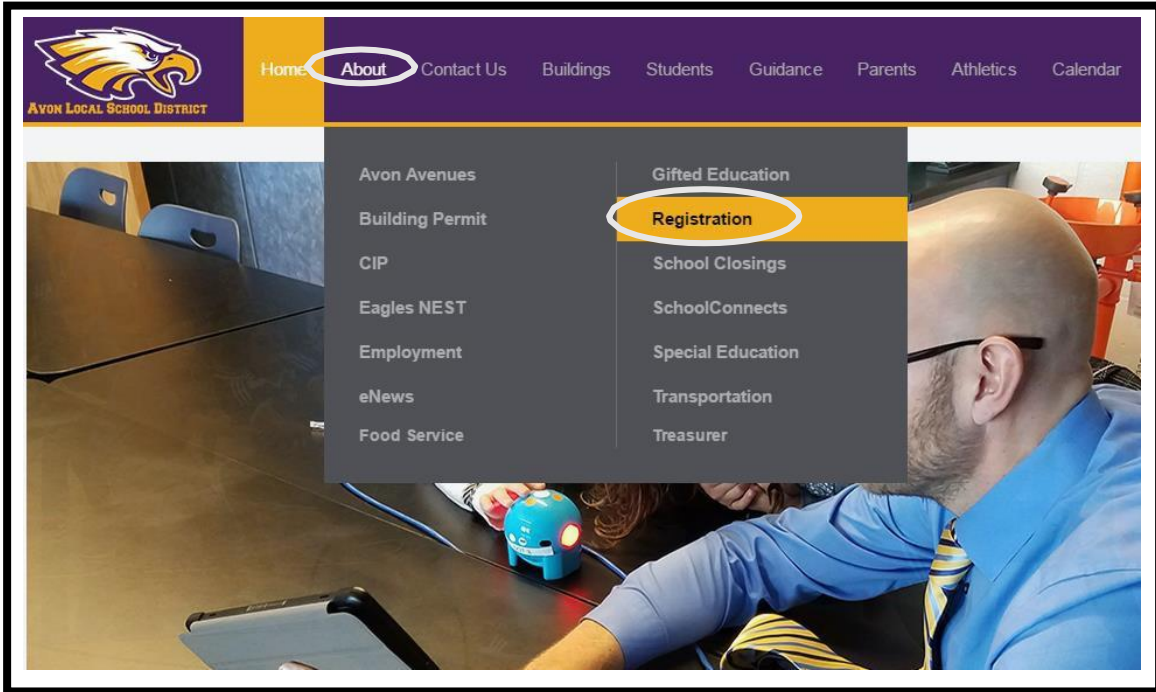 Home About Contact Us Buildings Students Guidance Parents Athletics Calendar
AVON LOCAL SCHOOL DISTRICT
Avon Avenues
Building Permit
CIP
Eagles NEST
Employment
eNews
Food Service
Gifted Education
Registration
School Closings
SchoolConnects
Special Education
Transportation
Treasurer